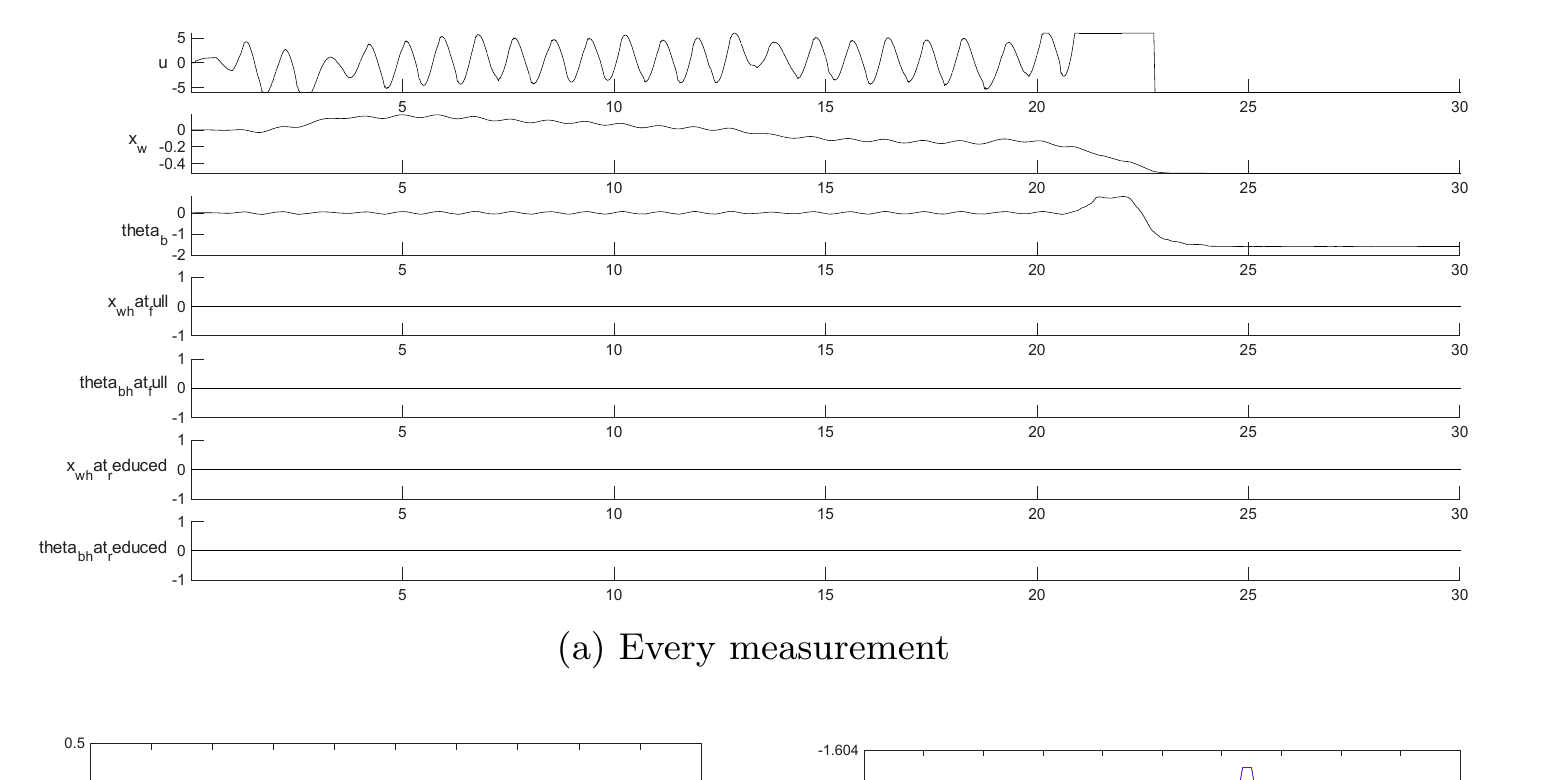 5
u 0
-5
5 10 15 20 25 30
0
x_w -0.2
-0.4
5 10 15 20 25 30
0
theta_b -1
-2
5 10 15 20 25 30
1
x_wh at_f ull 0
-1
5 10 15 20 25 30
1
theta_bh at_f ull 0
-1
5 10 15 20 25 30
1
x_wh at_r educed 0
-1
5 10 15 20 25 30
1
theta_bh at_r educed 0
-1
5 10 15 20 25 30
(a) Every measurement
0.5 -1.604